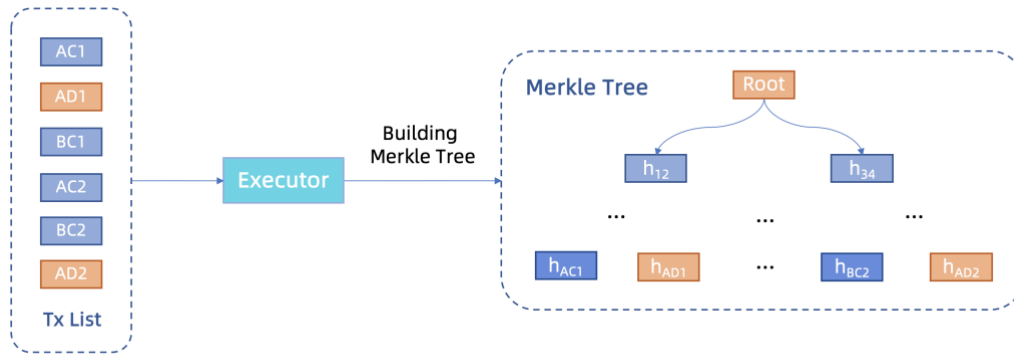 AC1
AD1
BC1
AC2
BC2
AD2
Tx List
Executor
Building
Merkle Tree
Merkle Tree
Root
h12
h34
... ... ...
hAC1
hAD1
...
hBC2
hAD2